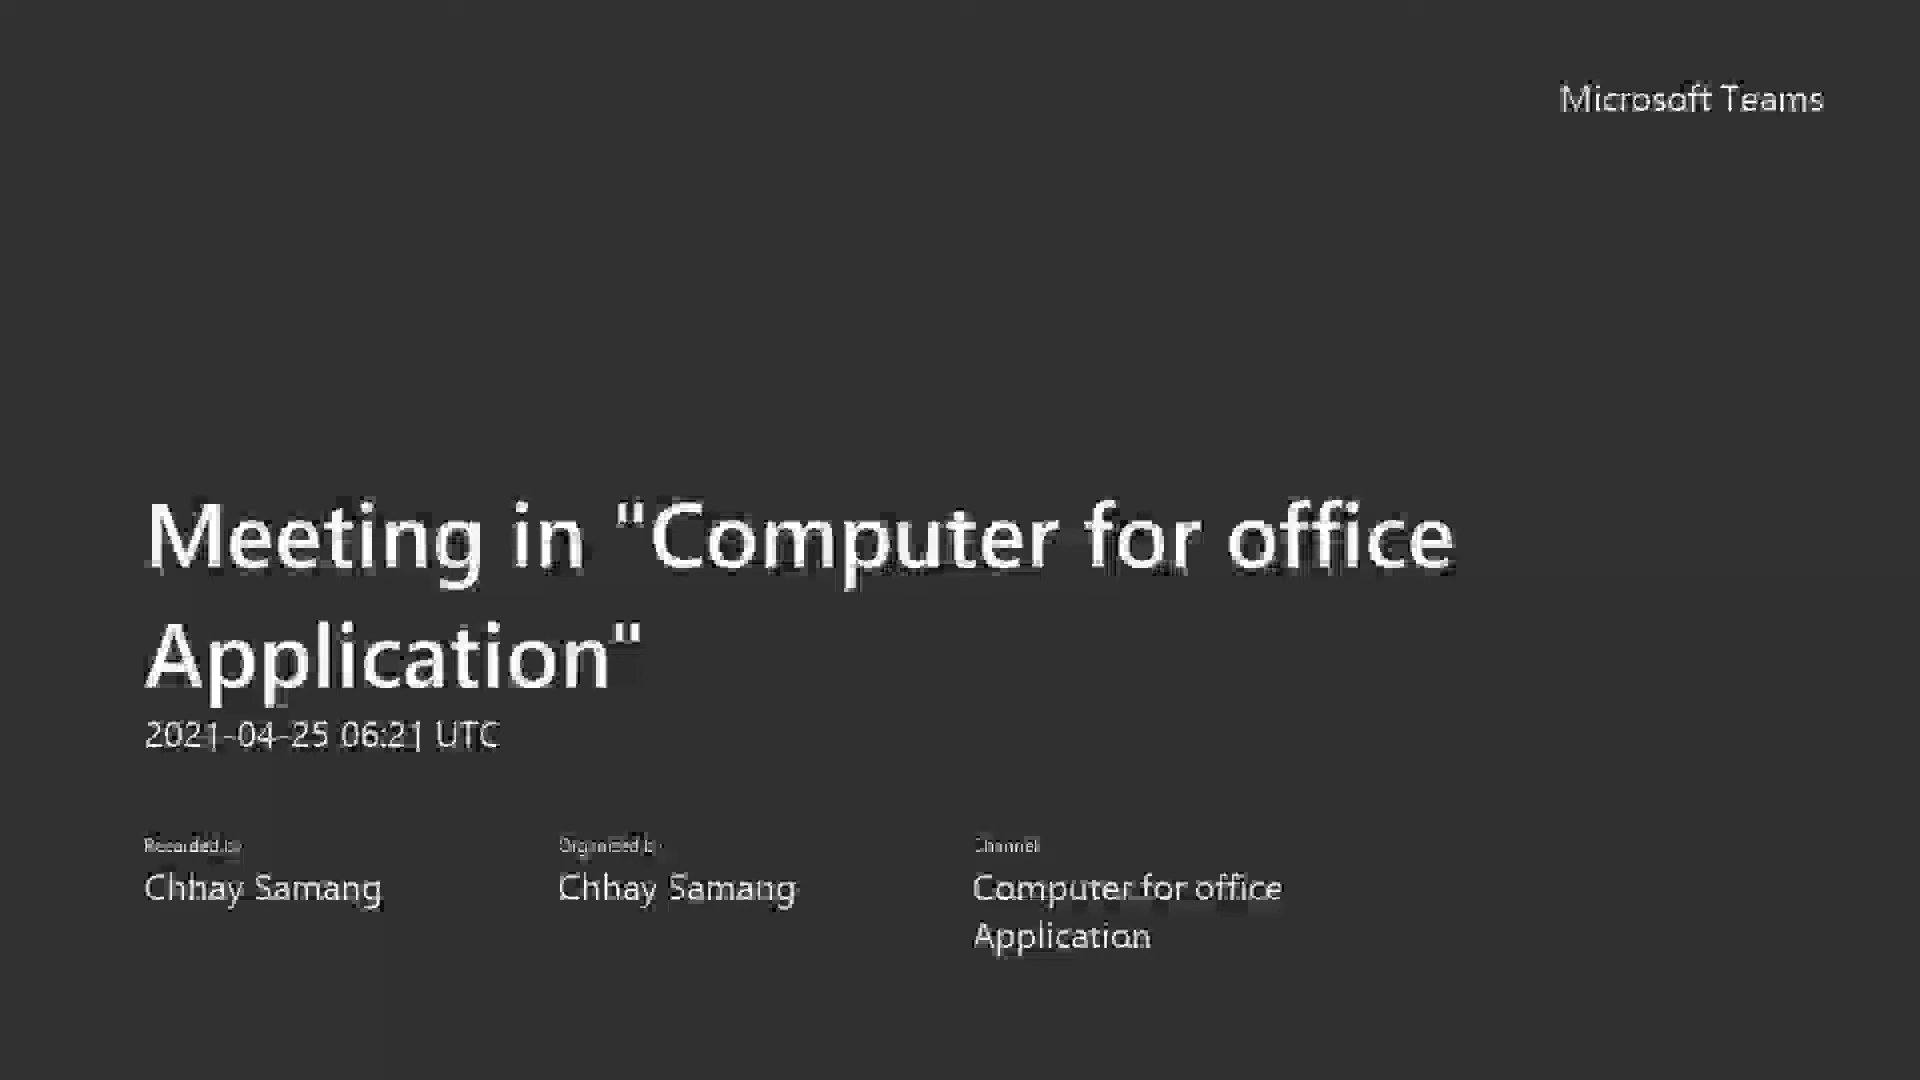 Microsoft Teams
Meeting in "Computer for office
Application"
2021-04-25 06:21 UTC
Recorded by
Organized by
Channel
Chhay Samang
Chhay Samang
Computer for office
Application